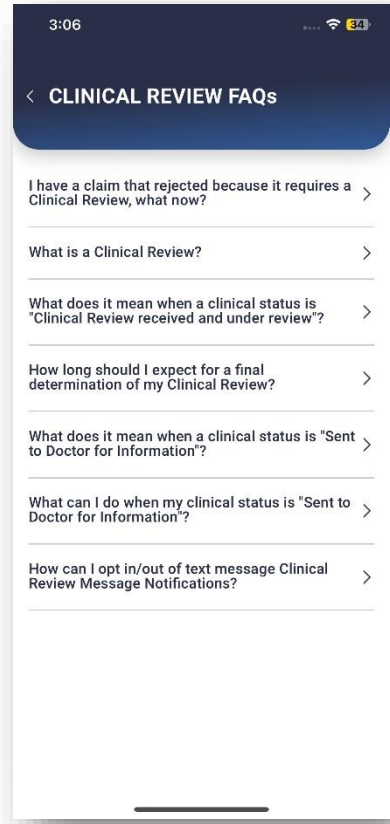 3:06
34
CLINICAL REVIEW FAQs
I have a claim that rejected because it requires a
Clinical Review, what now?
What is a Clinical Review?
What does it mean when a clinical status is
"Clinical Review received and under review"?
How long should I expect for a final
determination of my Clinical Review?
What does it mean when a clinical status is "Sent
to Doctor for Information"?
What can I do when my clinical status is "Sent to
Doctor for Information"?
How can I opt in/out of text message Clinical
Review Message Notifications?